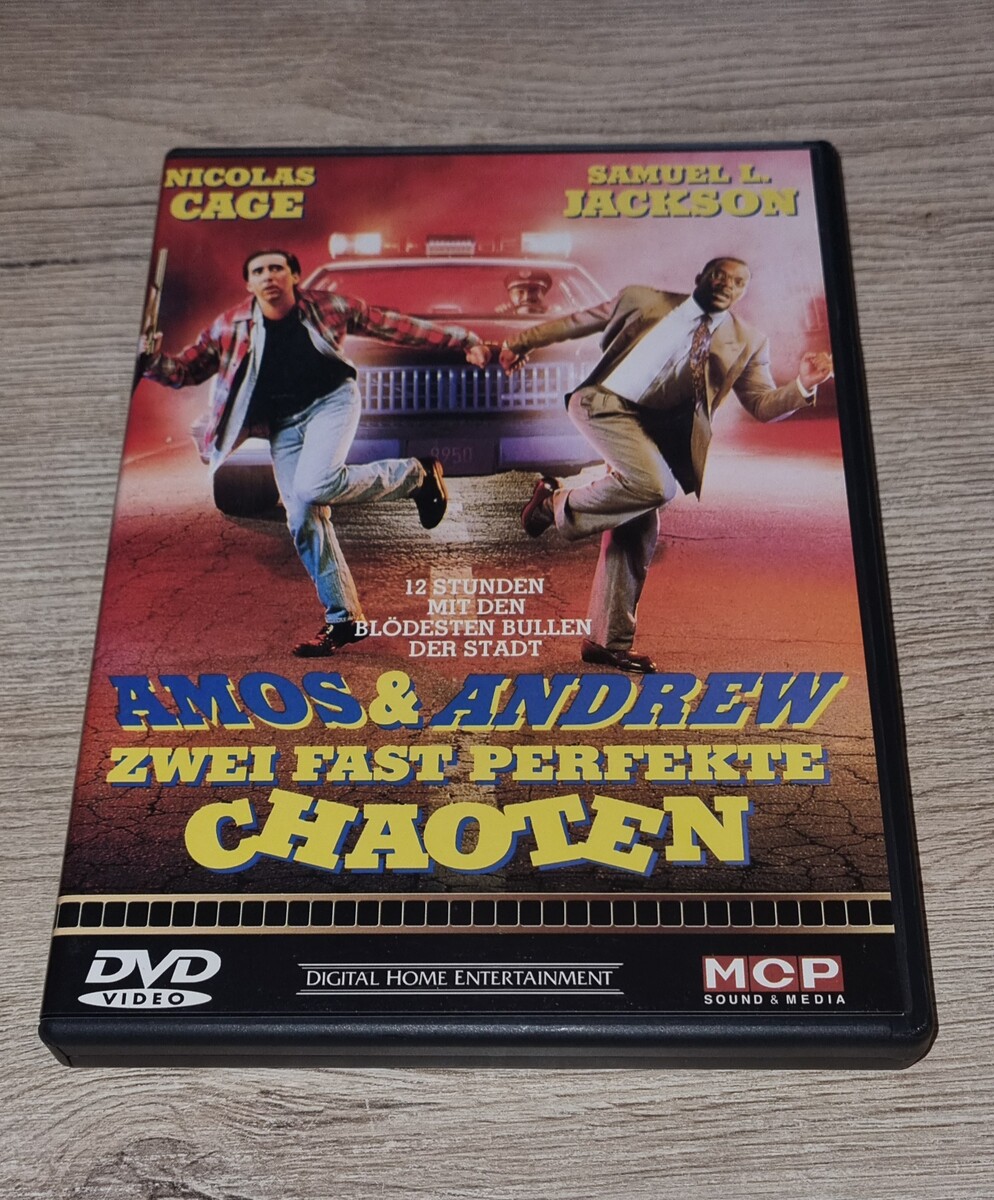 NICOLAS
CAGE
SAMUEL L.
JACKSON
9950
12 STUNDEN
MIT DEN
BLÖDESTEN BULLEN
DER STADT
AMOS & ANDREW
ZWEI FAST PERFEKTE
CHAOTEN
DVD
VIDEO
DIGITAL HOME ENTERTAINMENT
MCP
SOUND & MEDIA